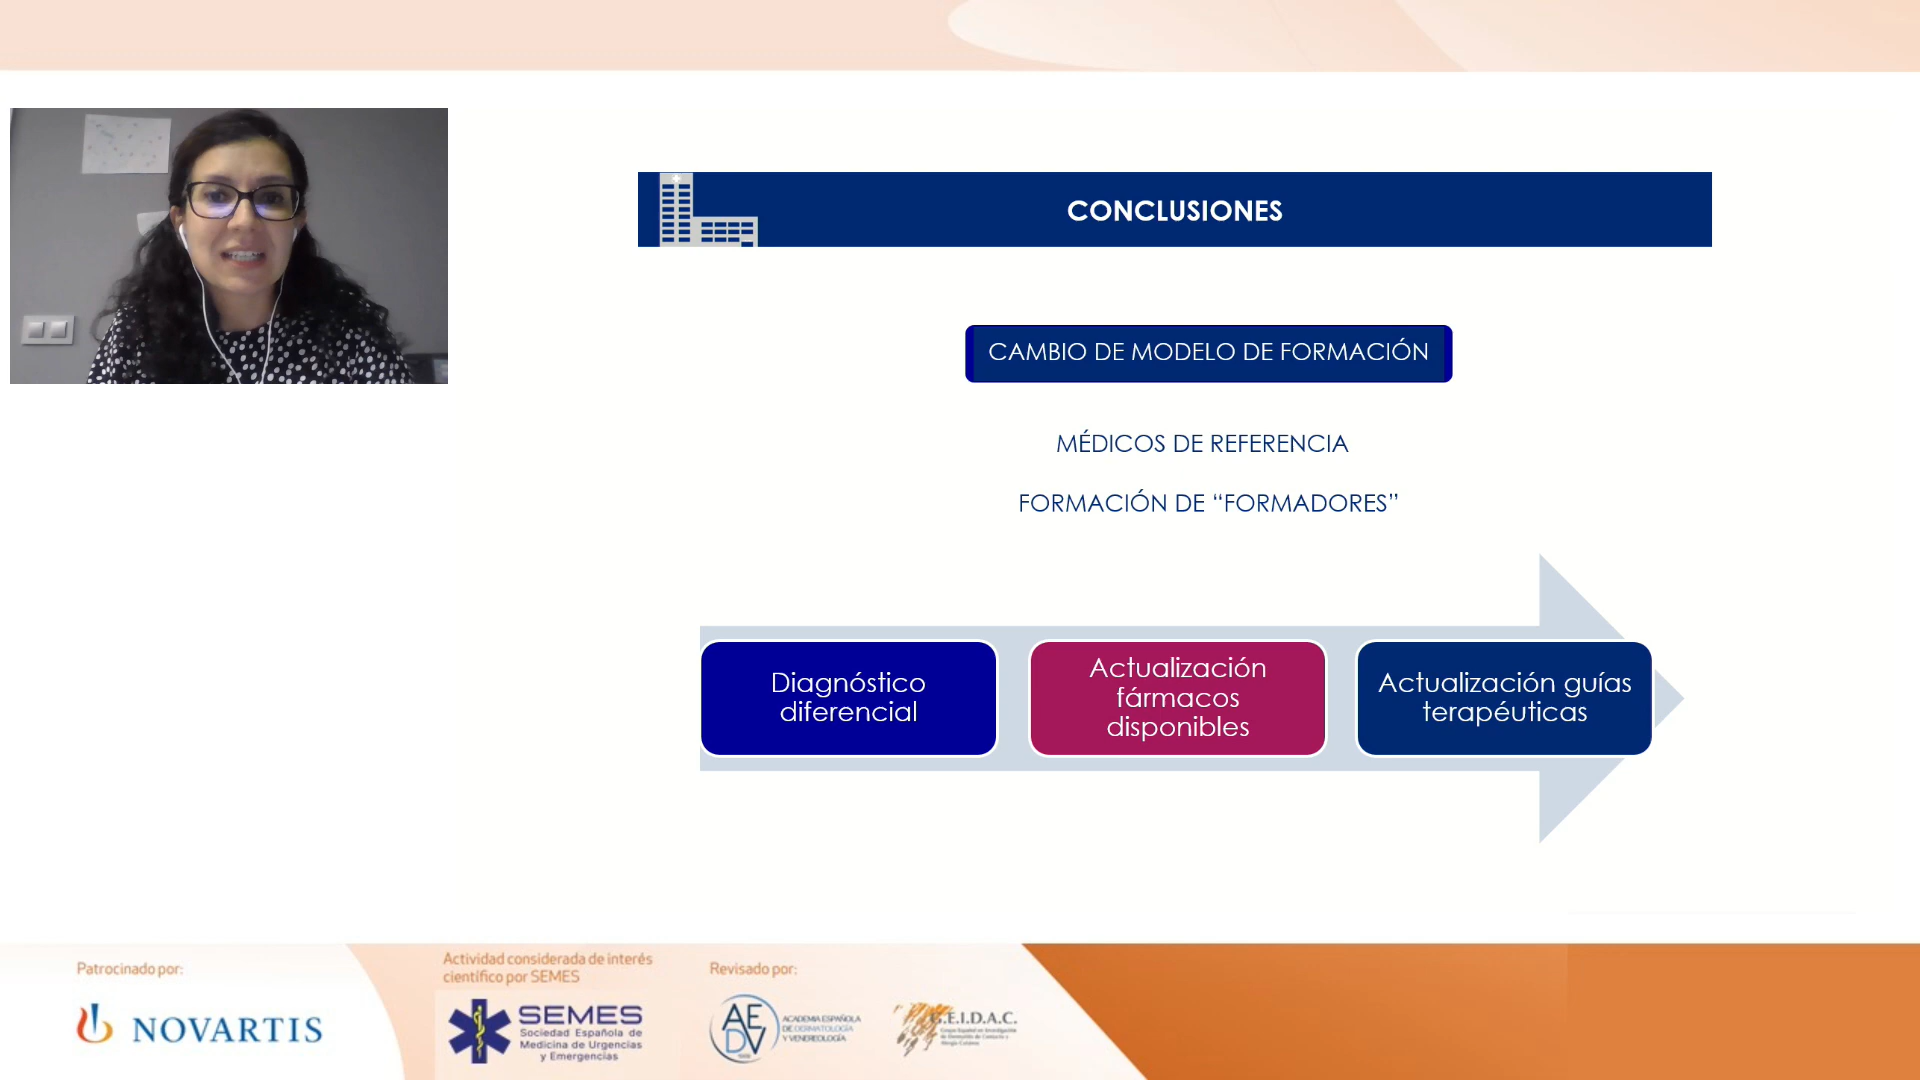 CONCLUSIONES
CAMBIO DE MODELO DE FORMACIÓN
MÉDICOS DE REFERENCIA
FORMACIÓN DE “FORMADORES”
Diagnóstico
diferencial
Actualización
fármacos
disponibles
Actualización guías
terapéuticas
Patrocinado por:
NOVARTIS
Actividad considerada de interés
científico por SEMES
SEMES
Sociedad Española de
Medicina de Urgencias
y Emergencias
Revisado por:
AEDV
ACADEMIA ESPAÑOLA
DE DERMATOLOGÍA
Y VENEREOLOGÍA
G.E.I.D.A.C.